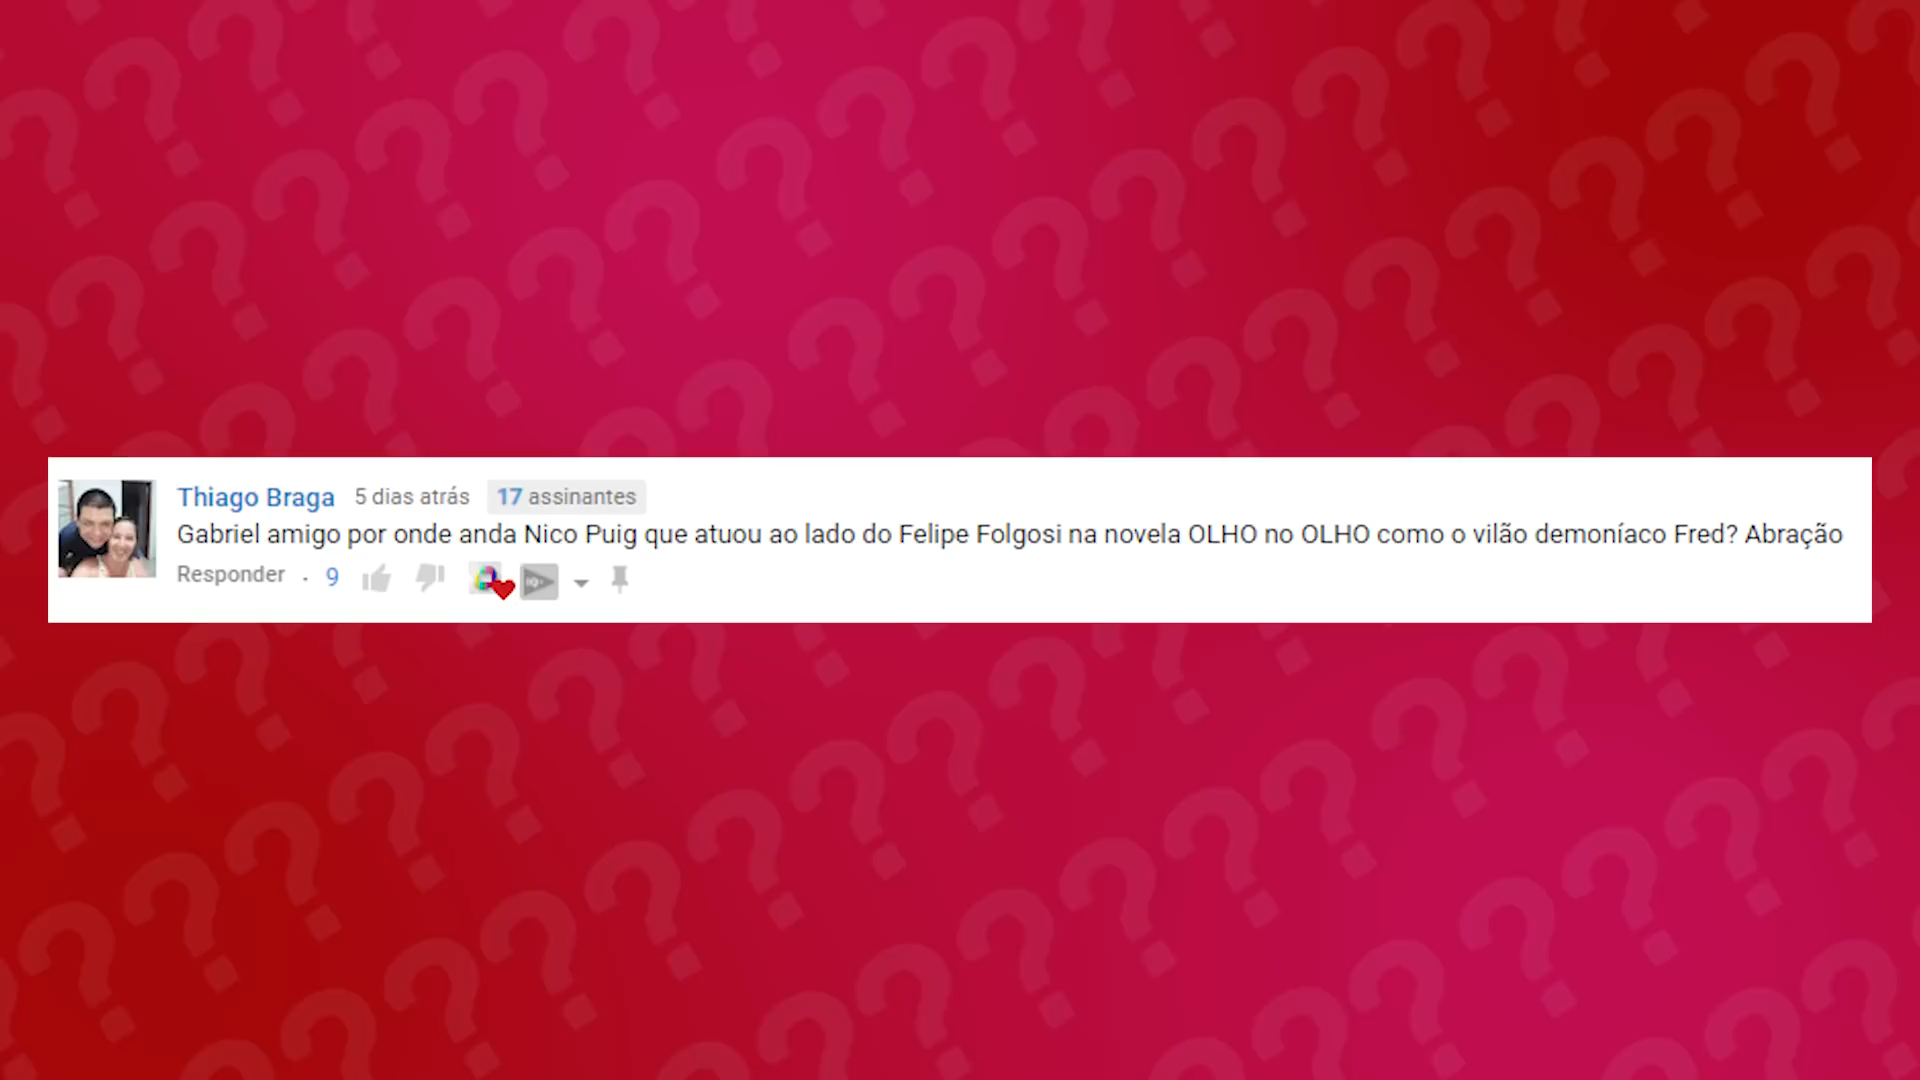 Thiago Braga 5 dias atrás 17 assinantes
Gabriel amigo por onde anda Nico Puig que atuou ao lado do Felipe Folgosi na novela OLHO no OLHO como o vilão demoníaco Fred? Abração
Responder · 9